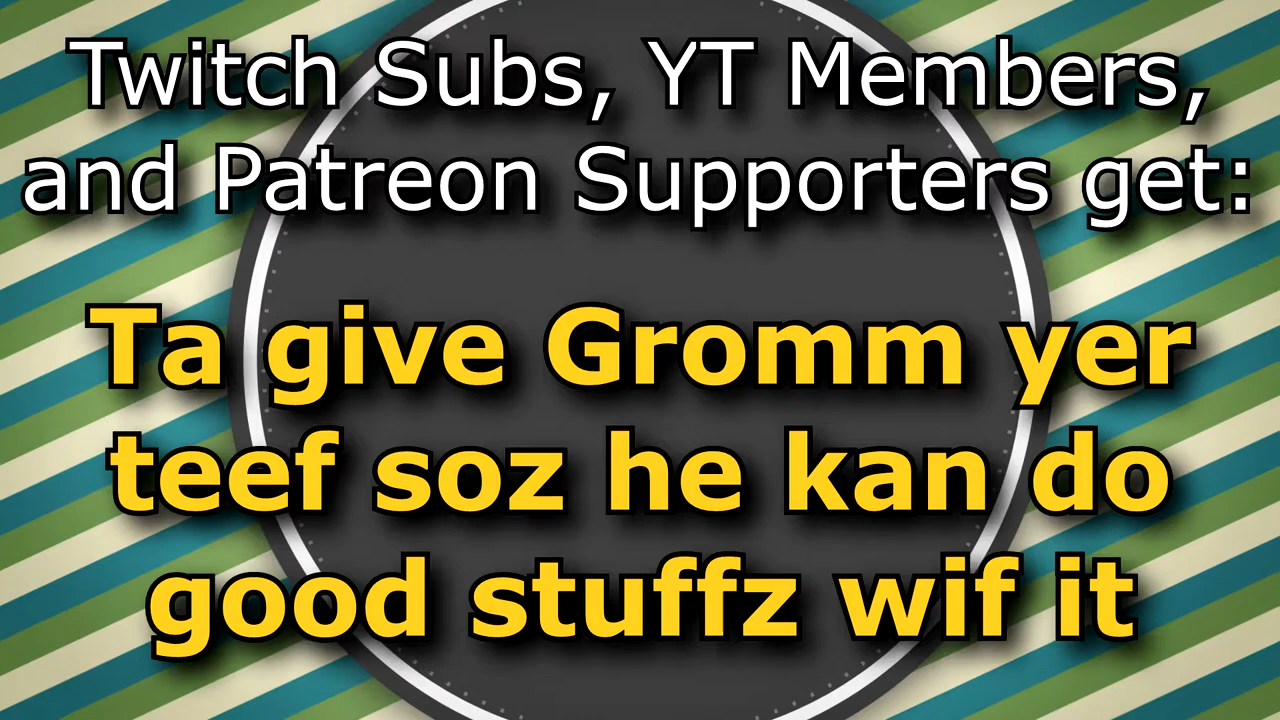 Twitch Subs, YT Members,
and Patreon Supporters get:
Ta give Gromm yer
teef soz he kan do
good stuffz wif it